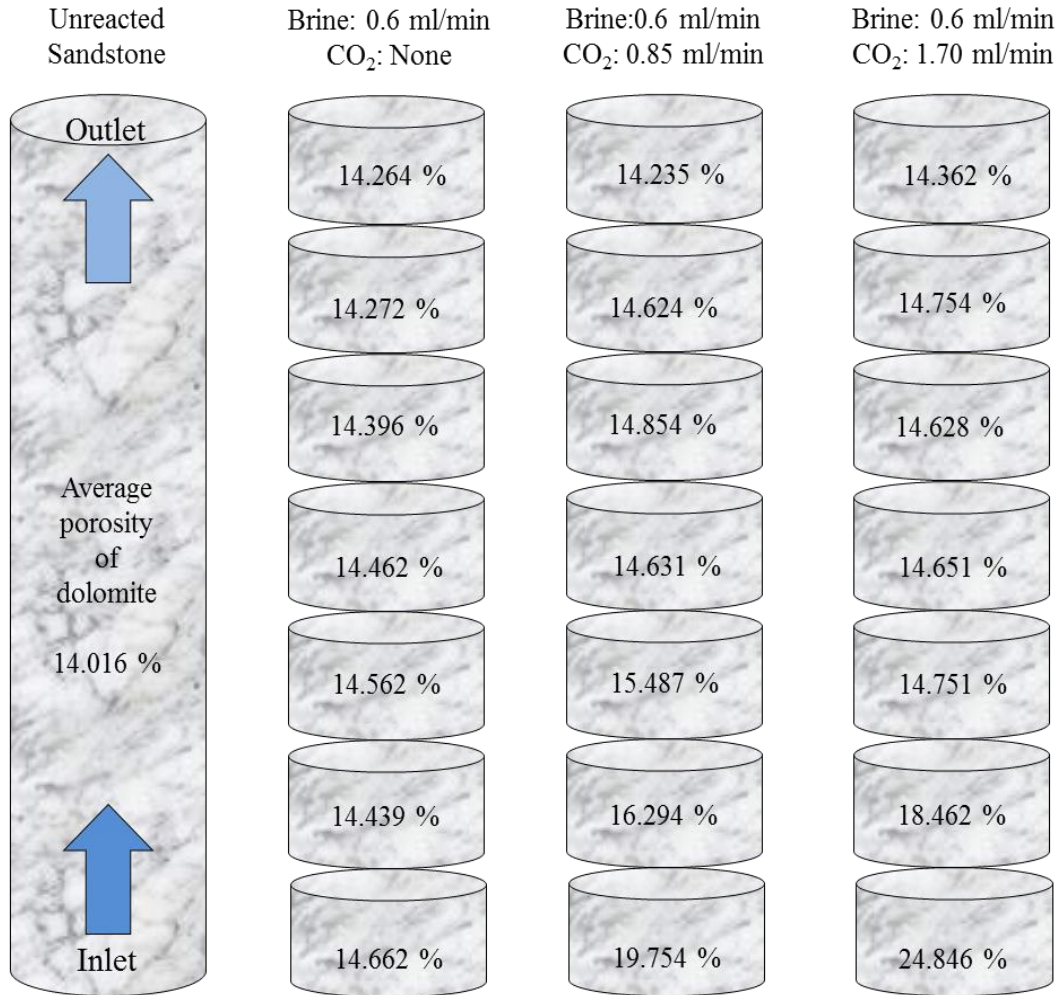 Unreacted
Sandstone
Outlet
Average
porosity
of
dolomite
14.016 %
Inlet
Brine: 0.6 ml/min
CO₂: None
14.264 %
14.272 %
14.396 %
14.462 %
14.562 %
14.439 %
14.662 %
Brine:0.6 ml/min
CO₂: 0.85 ml/min
14.235 %
14.624 %
14.854 %
14.631 %
15.487 %
16.294 %
19.754 %
Brine: 0.6 ml/min
CO₂: 1.70 ml/min
14.362 %
14.754 %
14.628 %
14.651 %
14.751 %
18.462 %
24.846 %